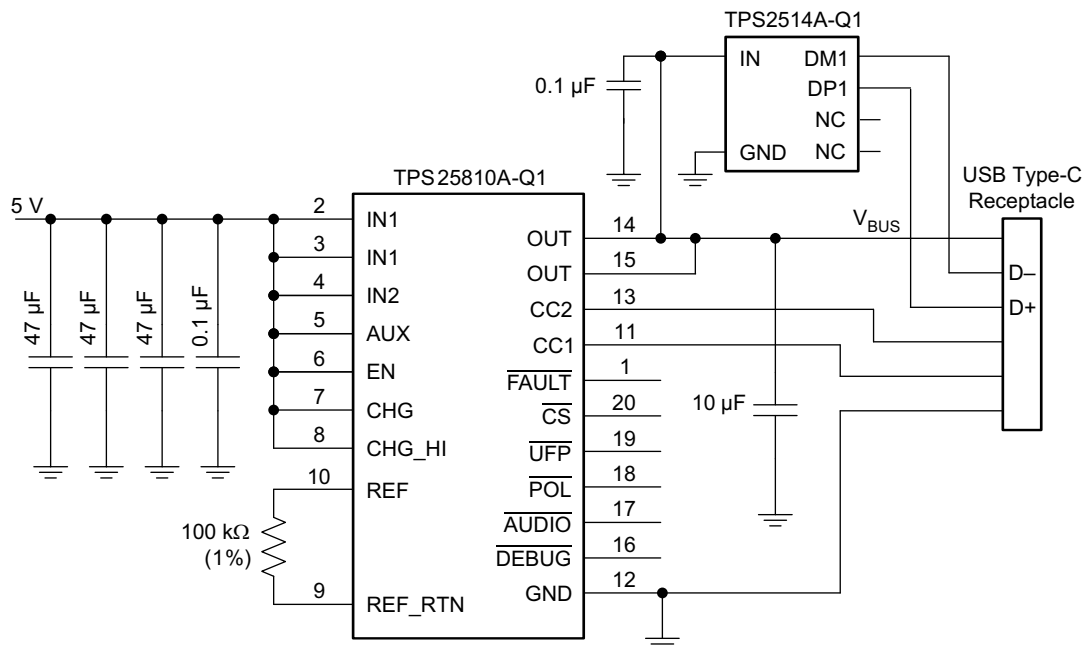 TPS2514A-Q1
IN
DM1
DP1
NC
NC
GND
0.1 µF
TPS25810A-Q1
USB Type-C
Receptacle
5 V
47 µF
47 µF
47 µF
0.1 µF
2
IN1
3
IN1
4
IN2
5
AUX
6
EN
7
CHG
8
CHG_HI
10
REF
100 kΩ
(1%)
9
REF_RTN
OUT
14
OUT
15
CC2
13
CC1
11
FAULT
1
CS
20
UFP
19
POL
18
AUDIO
17
DEBUG
16
GND
12
VBUS
10 µF
D–
D+